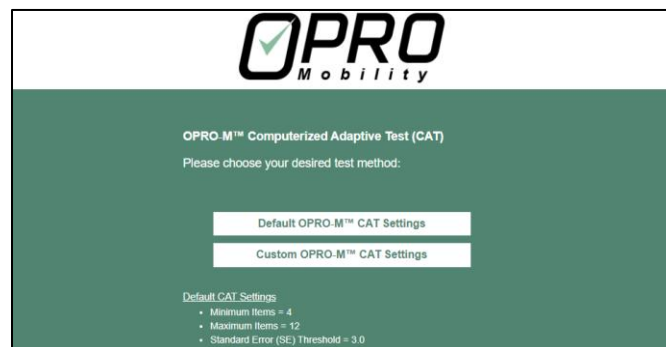 OPRO
Mobility
OPRO-M™ Computerized Adaptive Test (CAT)
Please choose your desired test method:
Default OPRO-M™ CAT Settings
Custom OPRO-M™ CAT Settings
Default CAT Settings
• Minimum Items = 4
• Maximum Items = 12
• Standard Error (SE) Threshold = 3.0